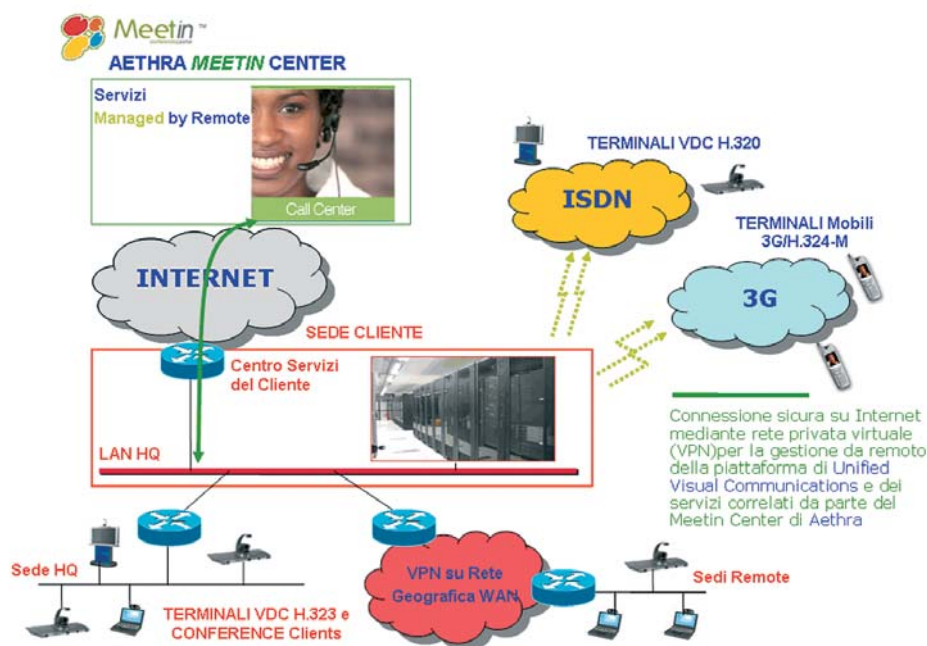 Meetin™
AETHRA MEETIN CENTER
Servizi
Managed by Remote
Call Center
TERMINALI VDC H.320
ISDN
TERMINALI Mobili
3G/H.324-M
INTERNET
3G
SEDE CLIENTE
Centro Servizi
del Cliente
LAN HQ
Connessione sicura su Internet
mediante rete privata virtuale
(VPN)per la gestione da remoto
della piattaforma di Unified
Visual Communications e dei
servizi correlati da parte del
Meetin Center di Aethra
Sede HQ
VPN su Rete
Geografica WAN
Sedi Remote
TERMINALI VDC H.323 e
CONFERENCE Clients